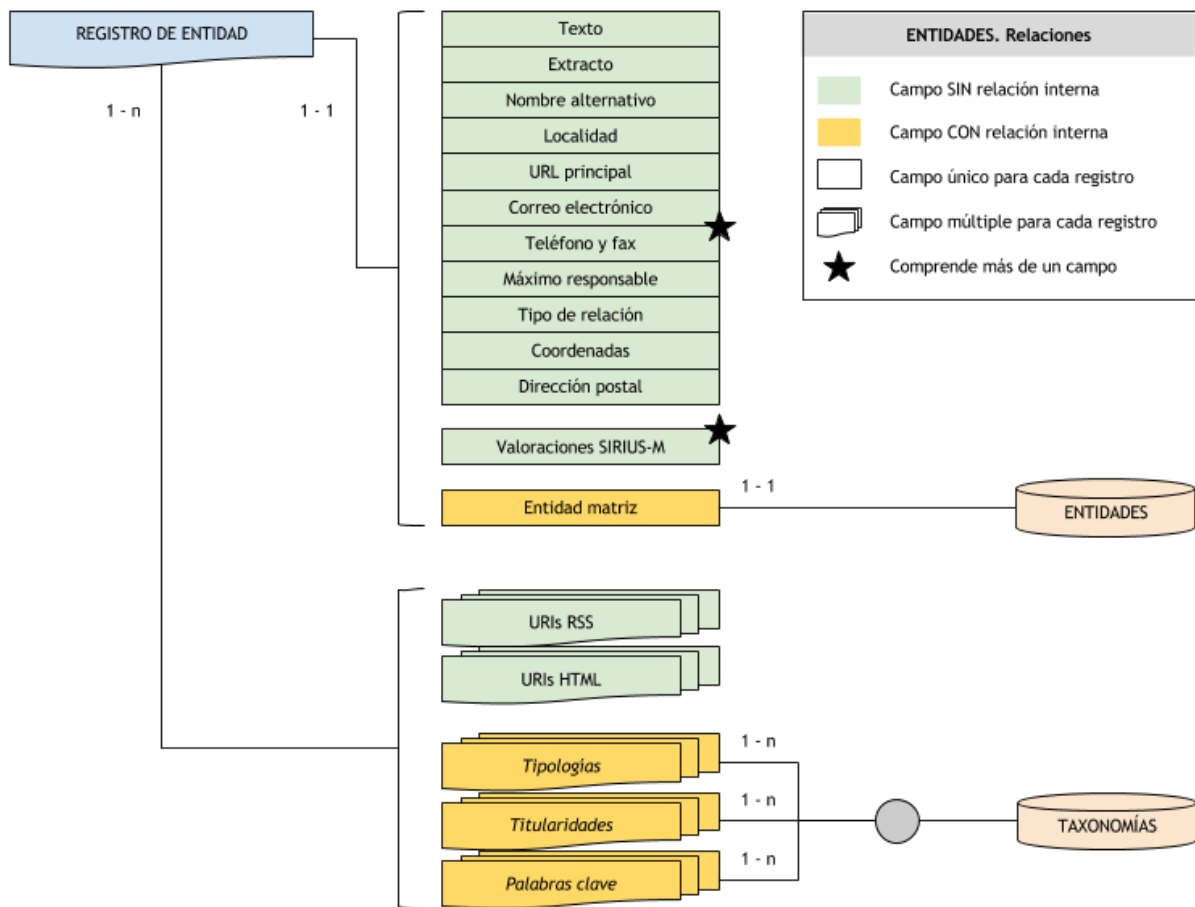 REGISTRO DE ENTIDAD
1 - n
1 - 1
Texto
Extracto
Nombre alternativo
Localidad
URL principal
Correo electrónico
Teléfono y fax
Máximo responsable
Tipo de relación
Coordenadas
Dirección postal
Valoraciones SIRIUS-M
Entidad matriz
1 - 1
ENTIDADES
URIs RSS
URIs HTML
Tipologías
1 - n
Titularidades
1 - n
Palabras clave
1 - n
TAXONOMÍAS
ENTIDADES. Relaciones
Campo SIN relación interna
Campo CON relación interna
Campo único para cada registro
Campo múltiple para cada registro
Comprende más de un campo